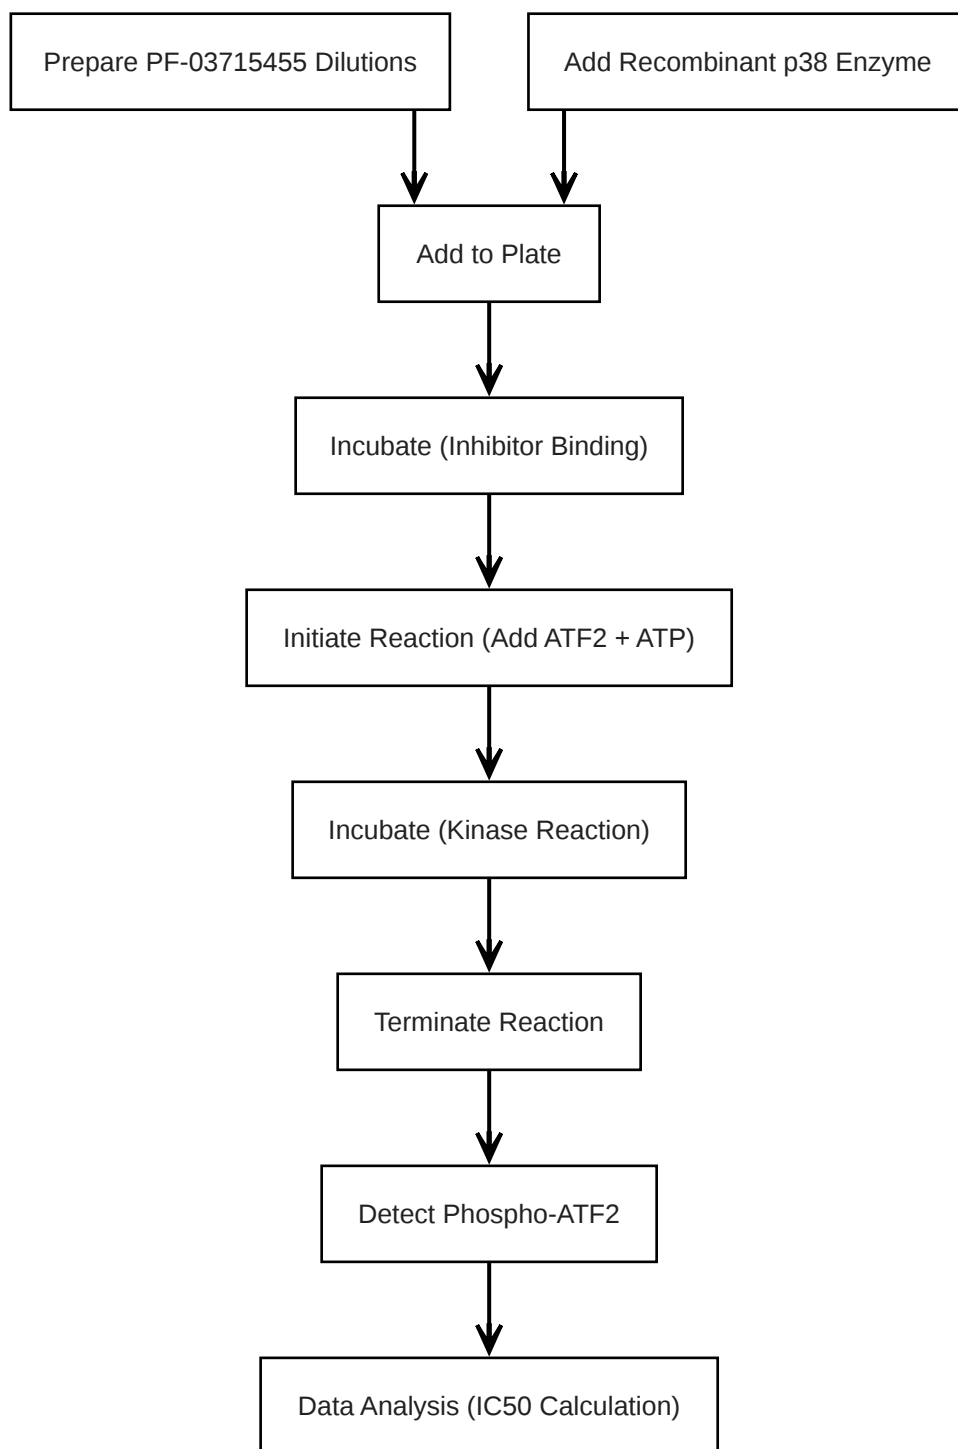 Prepare PF-03715455 Dilutions
Add Recombinant p38 Enzyme
Add to Plate
Incubate (Inhibitor Binding)
Initiate Reaction (Add ATF2 + ATP)
Incubate (Kinase Reaction)
Terminate Reaction
Detect Phospho-ATF2
Data Analysis (IC50 Calculation)